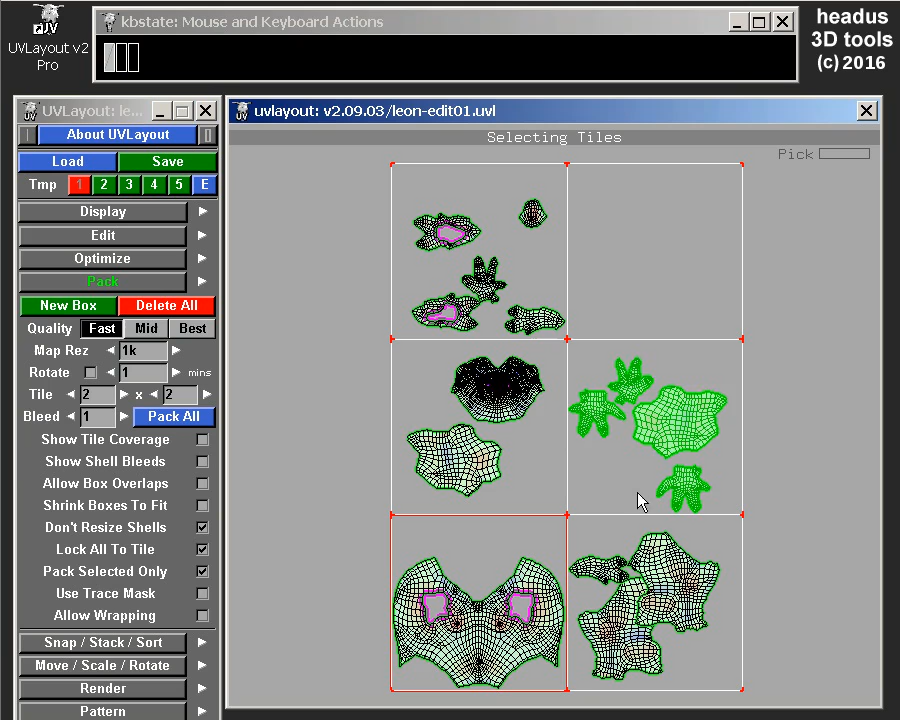 UVLayout v2
Pro
kbstate: Mouse and Keyboard Actions
headus
3D tools
(c) 2016
UVLayout: le...
About UVLayout
Load
Save
Tmp 1 2 3 4 5 E
Display
Edit
Optimize
Pack
New Box
Delete All
Quality Fast Mid Best
Map Rez 1k
Rotate 1 mins
Tile 2 x 2
Bleed 1 Pack All
Show Tile Coverage
Show Shell Bleeds
Allow Box Overlaps
Shrink Boxes To Fit
Don't Resize Shells
Lock All To Tile
Pack Selected Only
Use Trace Mask
Allow Wrapping
Snap / Stack / Sort
Move / Scale / Rotate
Render
Pattern
uvlayout: v2.09.03/leon-edit01.uvl
Selecting Tiles
Pick